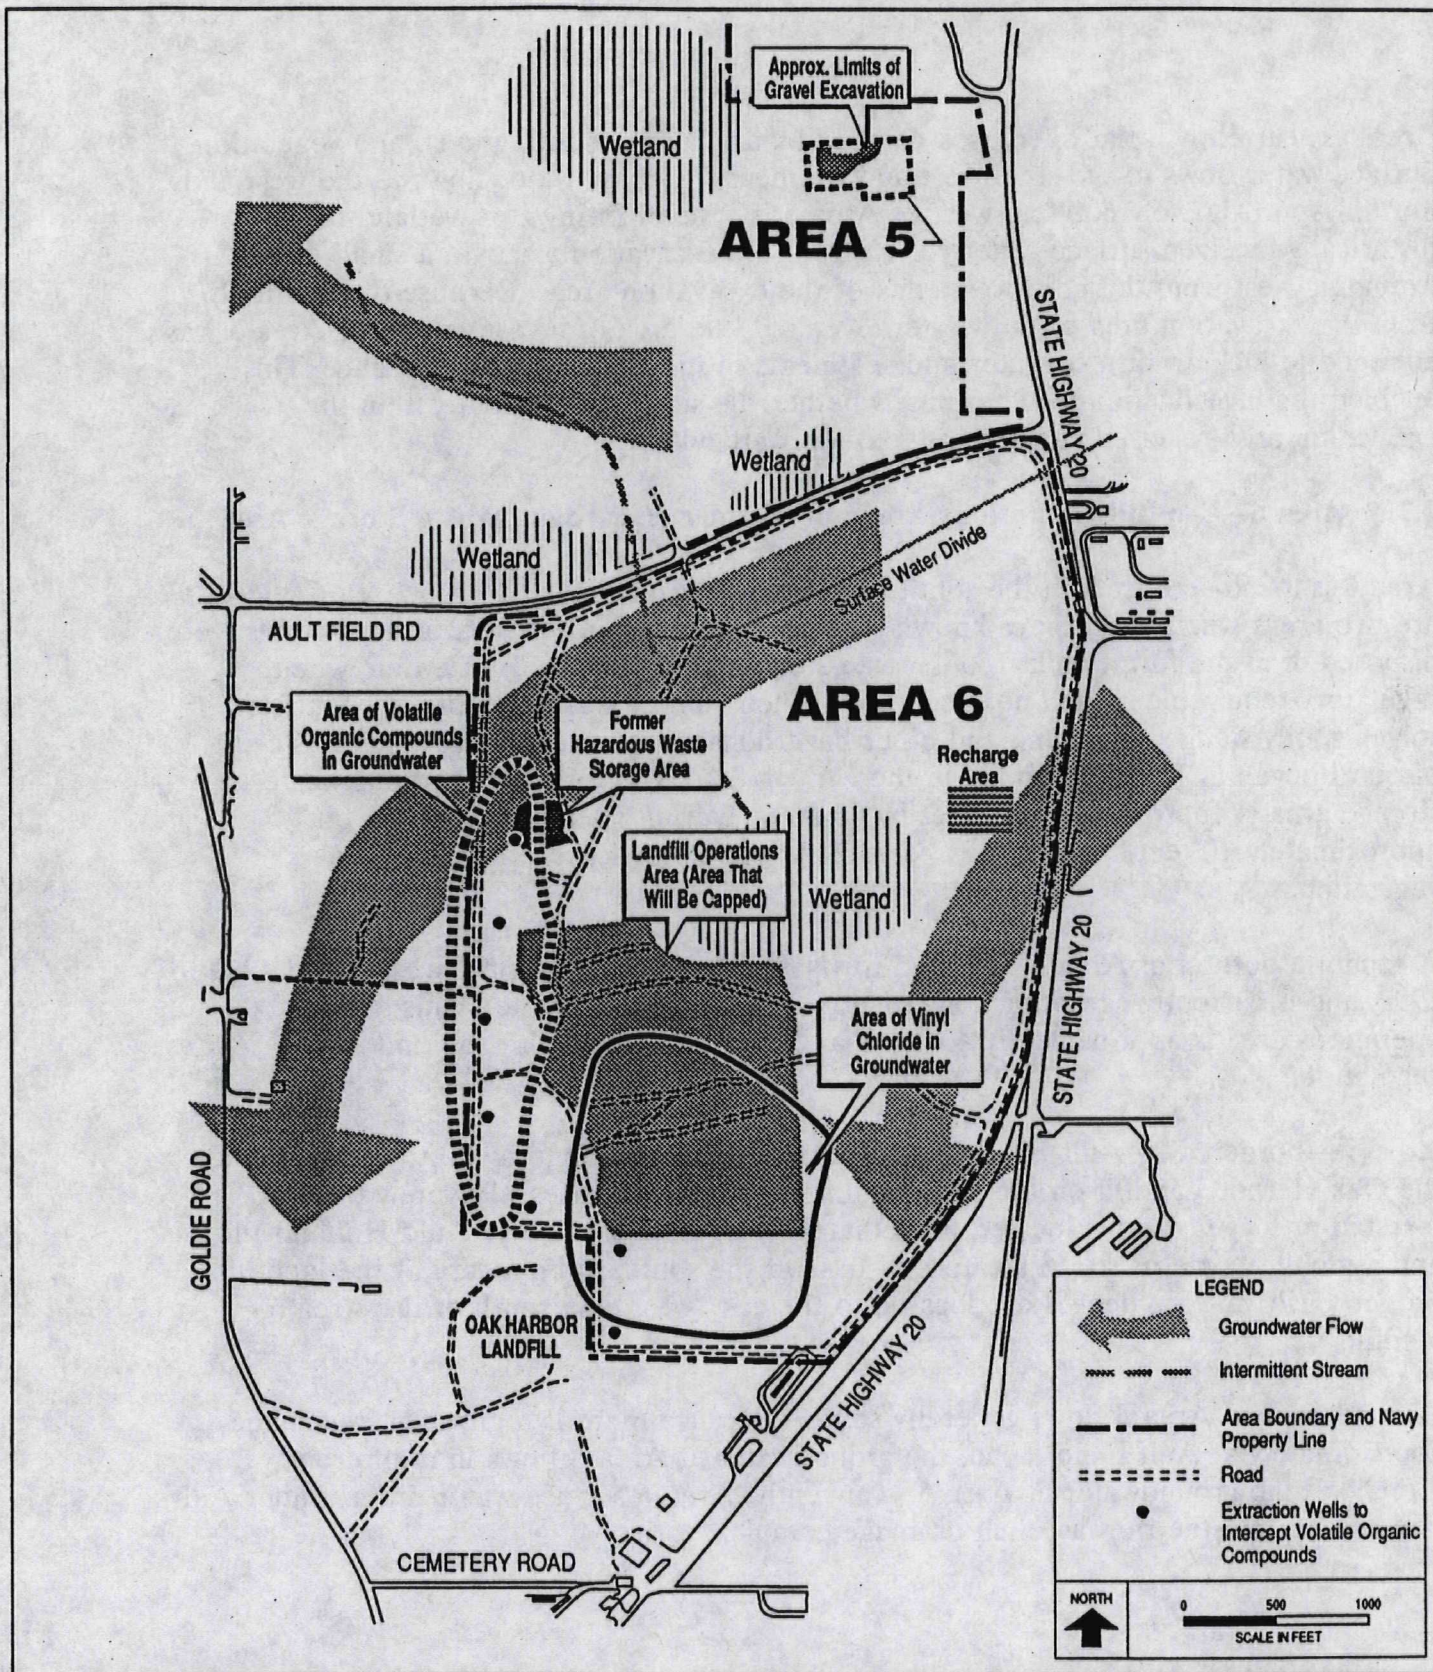 Approx. Limits of
Gravel Excavation
Wetland
AREA 5
STATE HIGHWAY 20
Wetland
Wetland
Surface Water Divide
AULT FIELD RD
AREA 6
Area of Volatile
Organic Compounds
in Groundwater
Former
Hazardous Waste
Storage Area
Recharge
Area
Landfill Operations
Area (Area That
Will Be Capped)
Wetland
STATE HIGHWAY 20
Area of Vinyl
Chloride in
Groundwater
GOLDIE ROAD
OAK HARBOR
LANDFILL
STATE HIGHWAY 20
CEMETERY ROAD
LEGEND
Groundwater Flow
Intermittent Stream
Area Boundary and Navy
Property Line
Road
Extraction Wells to
Intercept Volatile Organic
Compounds
NORTH
0 500 1000
SCALE IN FEET